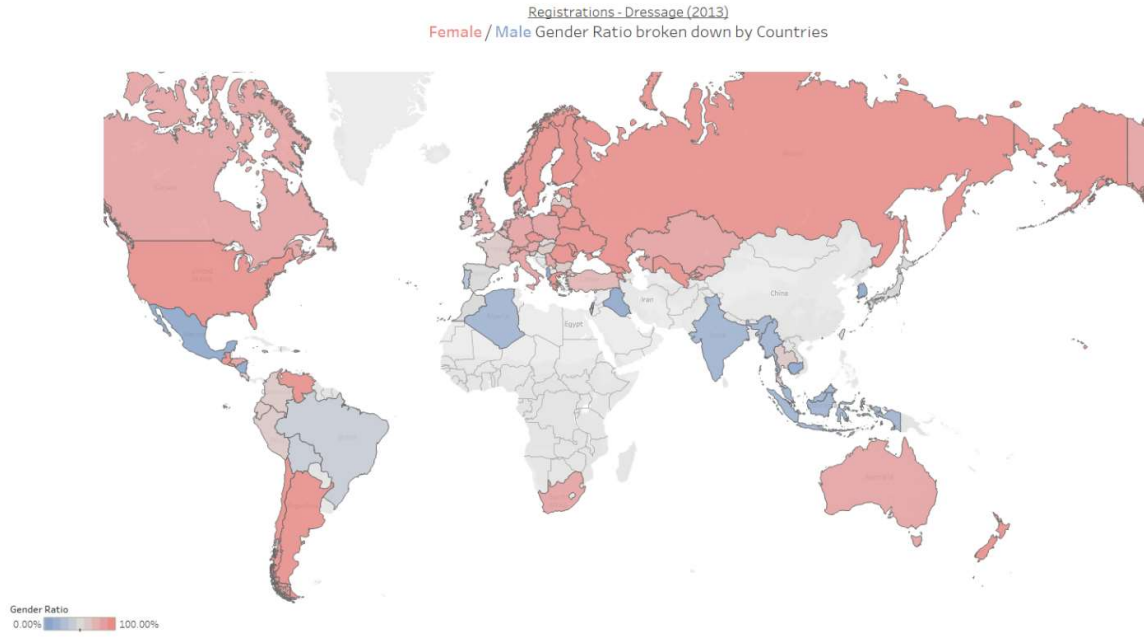 Registrations - Dressage (2013)
Female / Male Gender Ratio broken down by Countries
Iran
China
Egypt
Gender Ratio
0.00% 100.00%